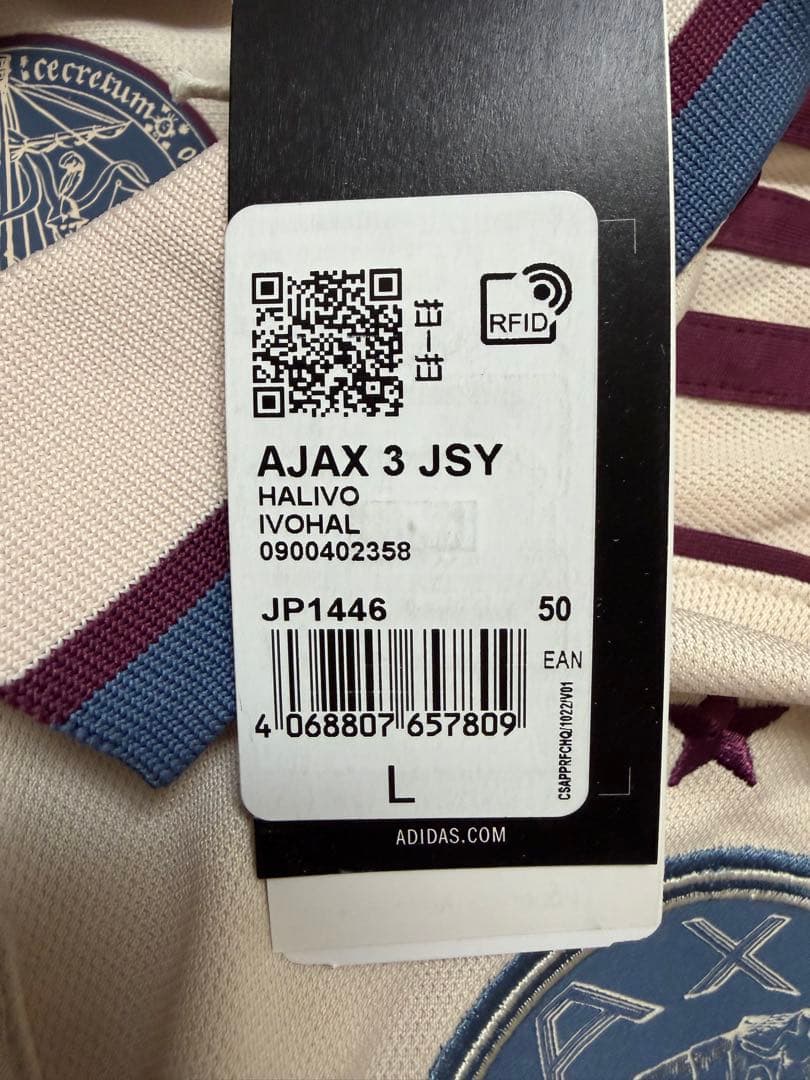 cecretum
RFID
AJAX 3 JSY
HALIVO
IVOHAL
0900402358
JP1446 50
EAN
4 068807 657809
CSAPPRFCHQ/1022/V01
L
ADIDAS.COM
AX